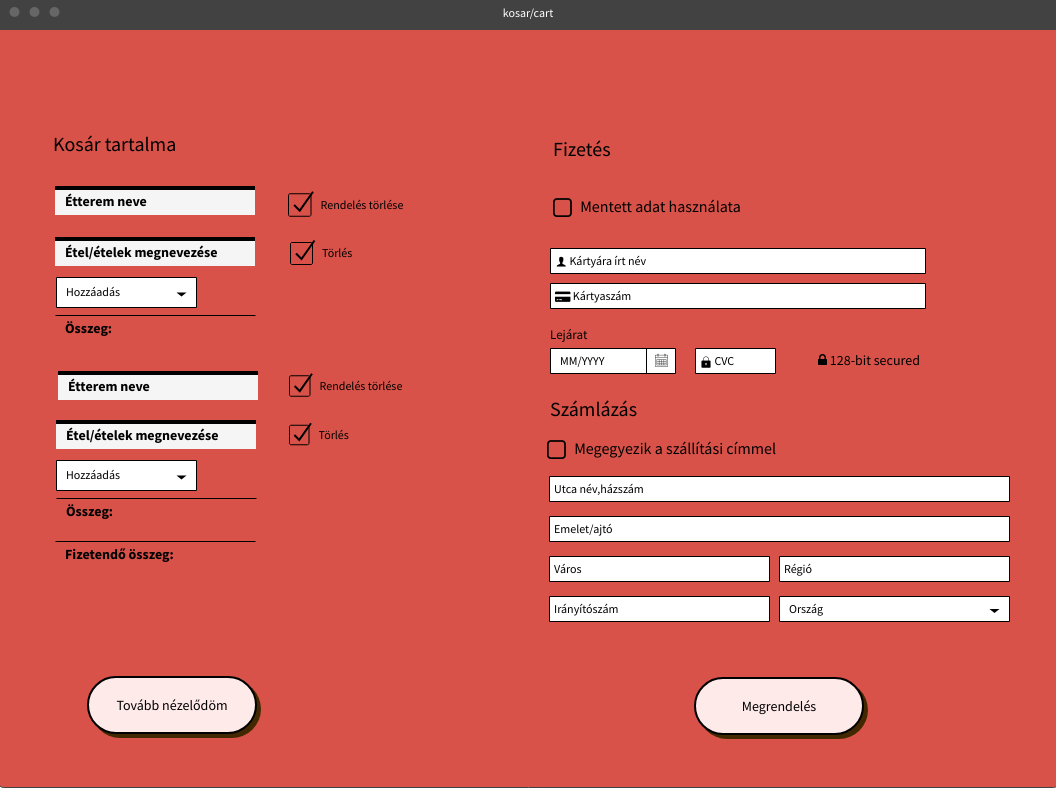 kosar/cart
Kosár tartalma
Étterem neve
Rendelés törlése
Étel/ételek megnevezése
Törlés
Hozzáadás
Összeg:
Étterem neve
Rendelés törlése
Étel/ételek megnevezése
Törlés
Hozzáadás
Összeg:
Fizetendő összeg:
Tovább nézelődöm
Fizetés
Mentett adat használata
Kártyára írt név
Kártyaszám
Lejárat
MM/YYYY
CVC
128-bit secured
Számlázás
Megegyezik a szállítási címmel
Utca név,házszám
Emelet/ajtó
Város
Régió
Irányítószám
Ország
Megrendelés